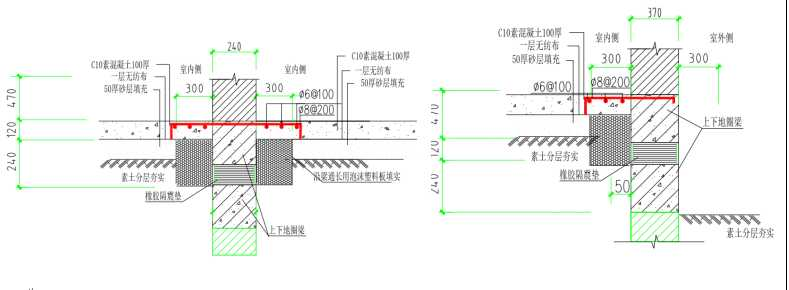 240
C10素混凝土100厚
一层无纺布
50厚砂层填充
室内侧
室内侧
C10素混凝土100厚
一层无纺布
50厚砂层填充
300
300
ø6@100
ø8@200
470
120
240
素土分层夯实
橡胶隔震垫
沿梁通长用泡沫塑料板填实
上下地圈梁
370
C10素混凝土100厚
一层无纺布
50厚砂层填充
室内侧
室外侧
300
300
ø6@100
ø8@200
470
120
240
上下地圈梁
素土分层夯实
橡胶隔震垫
50
素土分层夯实